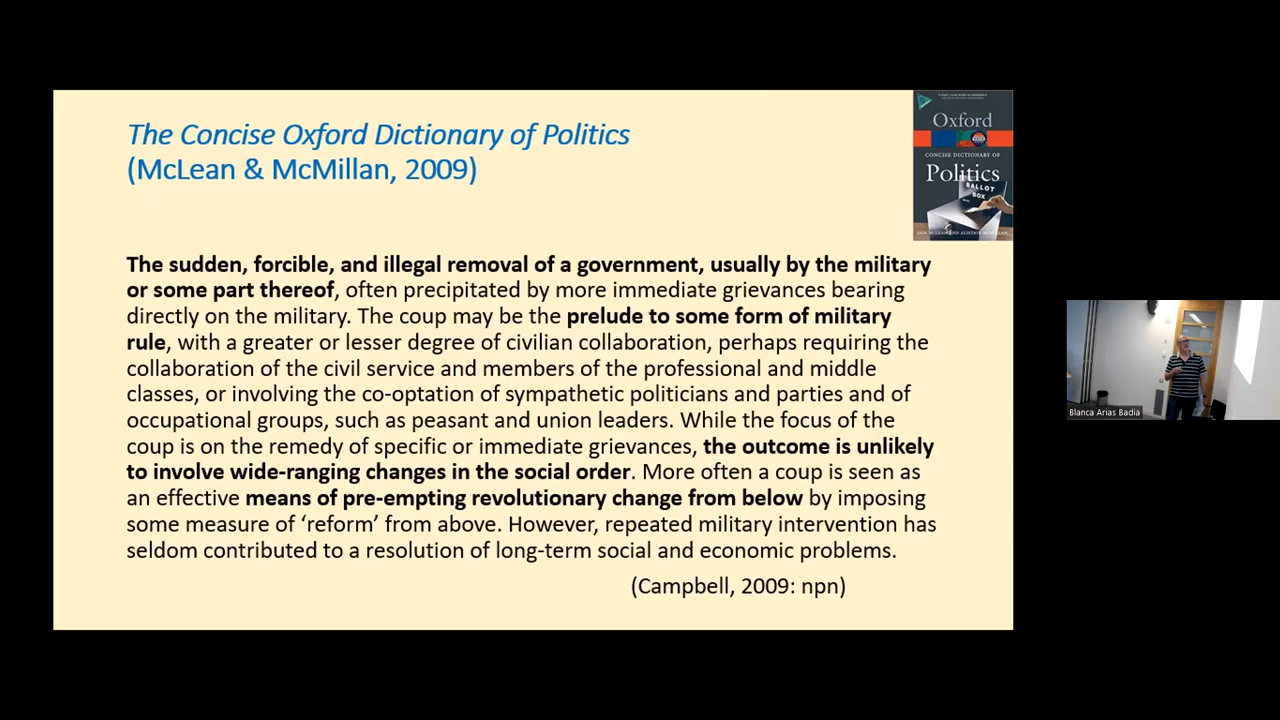 The Concise Oxford Dictionary of Politics
(McLean & McMillan, 2009)
Oxford
CONCISE DICTIONARY OF
Politics
BALLOT
BOX
IAIN MCLEAN AND ALISTAIR MCMILLAN
The sudden, forcible, and illegal removal of a government, usually by the military
or some part thereof, often precipitated by more immediate grievances bearing
directly on the military. The coup may be the prelude to some form of military
rule, with a greater or lesser degree of civilian collaboration, perhaps requiring the
collaboration of the civil service and members of the professional and middle
classes, or involving the co-optation of sympathetic politicians and parties and of
occupational groups, such as peasant and union leaders. While the focus of the
coup is on the remedy of specific or immediate grievances, the outcome is unlikely
to involve wide-ranging changes in the social order. More often a coup is seen as
an effective means of pre-empting revolutionary change from below by imposing
some measure of ‘reform’ from above. However, repeated military intervention has
seldom contributed to a resolution of long-term social and economic problems.
(Campbell, 2009: npn)
Blanca Arias Badia